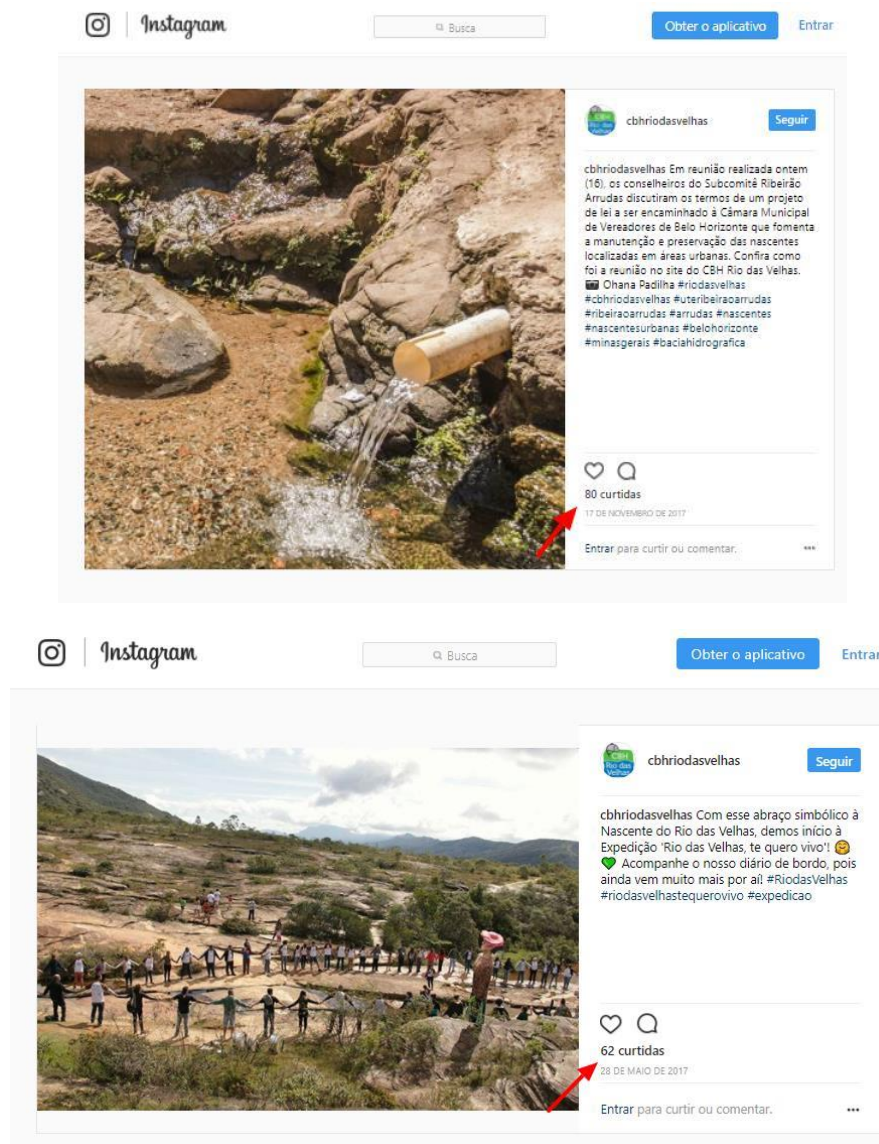 Instagram
Busca
Obter o aplicativo
Entrar
cbhriodasvelhas
Seguir
cbhriodasvelhas Em reunião realizada ontem
(16), os conselheiros do Subcomitê Ribeirão
Arrudas discutiram os termos de um projeto
de lei a ser encaminhado à Câmara Municipal
de Vereadores de Belo Horizonte que fomenta
a manutenção e preservação das nascentes
localizadas em áreas urbanas. Confira como
foi a reunião no site do CBH Rio das Velhas.
📷 Ohana Padilha #riodasvelhas
#cbhriodasvelhas #uteribeiraoarrudas
#ribeiraoarrudas #arrudas #nascentes
#nascentesurbanas #belohorizonte
#minasgerais #baciahidrografica
80 curtidas
17 DE NOVEMBRO DE 2017
Entrar para curtir ou comentar.
Instagram
Busca
Obter o aplicativo
Entrar
CBH
Rio das
Velhas
cbhriodasvelhas
Seguir
cbhriodasvelhas Com esse abraço simbólico à
Nascente do Rio das Velhas, demos início à
Expedição 'Rio das Velhas, te quero vivo'! 🤗
💚 Acompanhe o nosso diário de bordo, pois
ainda vem muito mais por aí! #RiodasVelhas
#riodasvelhastequerovivo #expedicao
62 curtidas
28 DE MAIO DE 2017
Entrar para curtir ou comentar.